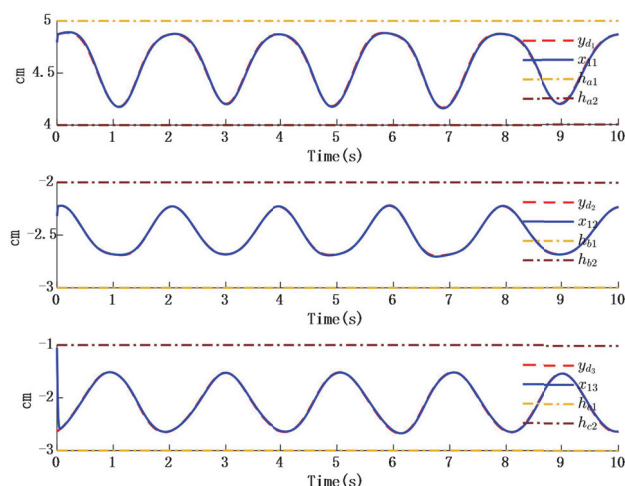 5
4.5
4
cm
y_{d_1}
x_{11}
h_{a1}
h_{a2}
0 1 2 3 4 5 6 7 8 9 10
Time(s)
-2
-2.5
-3
cm
y_{d_2}
x_{12}
h_{b1}
h_{b2}
0 1 2 3 4 5 6 7 8 9 10
Time(s)
-1
-2
-3
cm
y_{d_3}
x_{13}
h_{c1}
h_{c2}
0 1 2 3 4 5 6 7 8 9 10
Time(s)